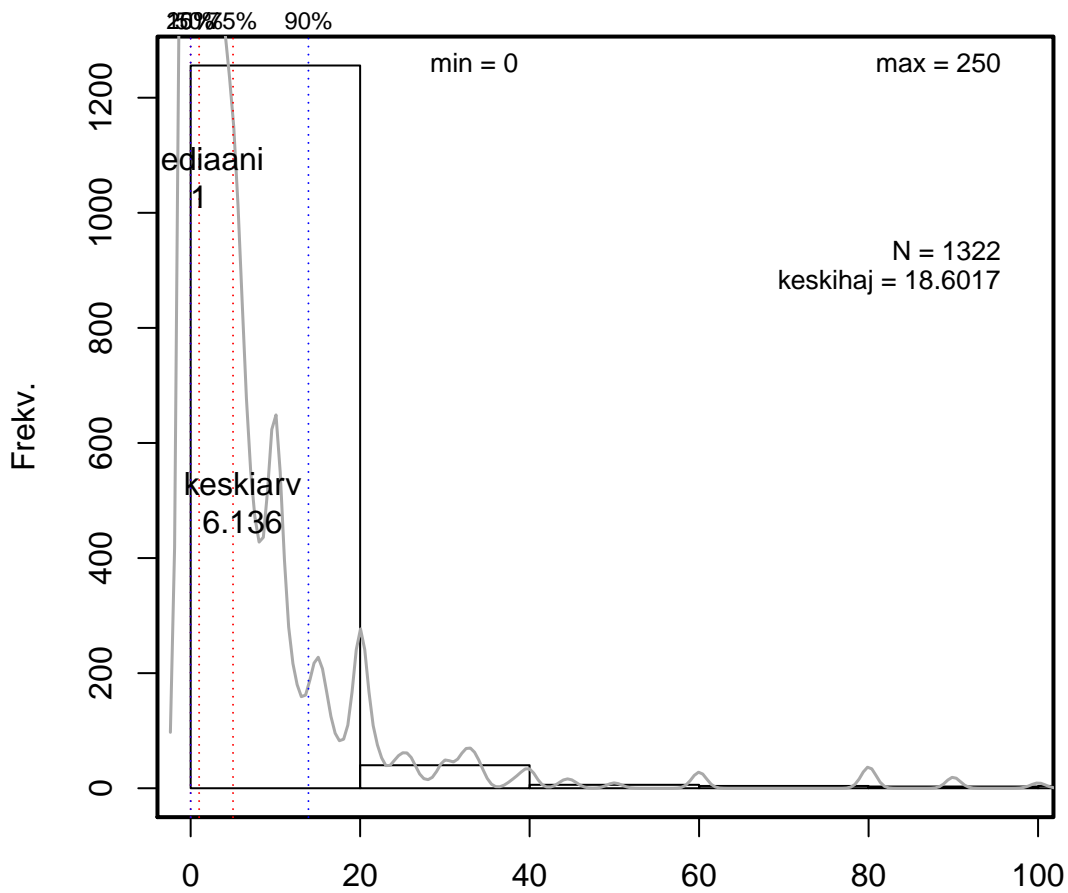 75% 90%
min = 0 max = 250
ediaani
1
N = 1322
keskihaj = 18.6017
keskiarv
6.136
Frekv.
0 200 400 600 800 1000 1200
0 20 40 60 80 100